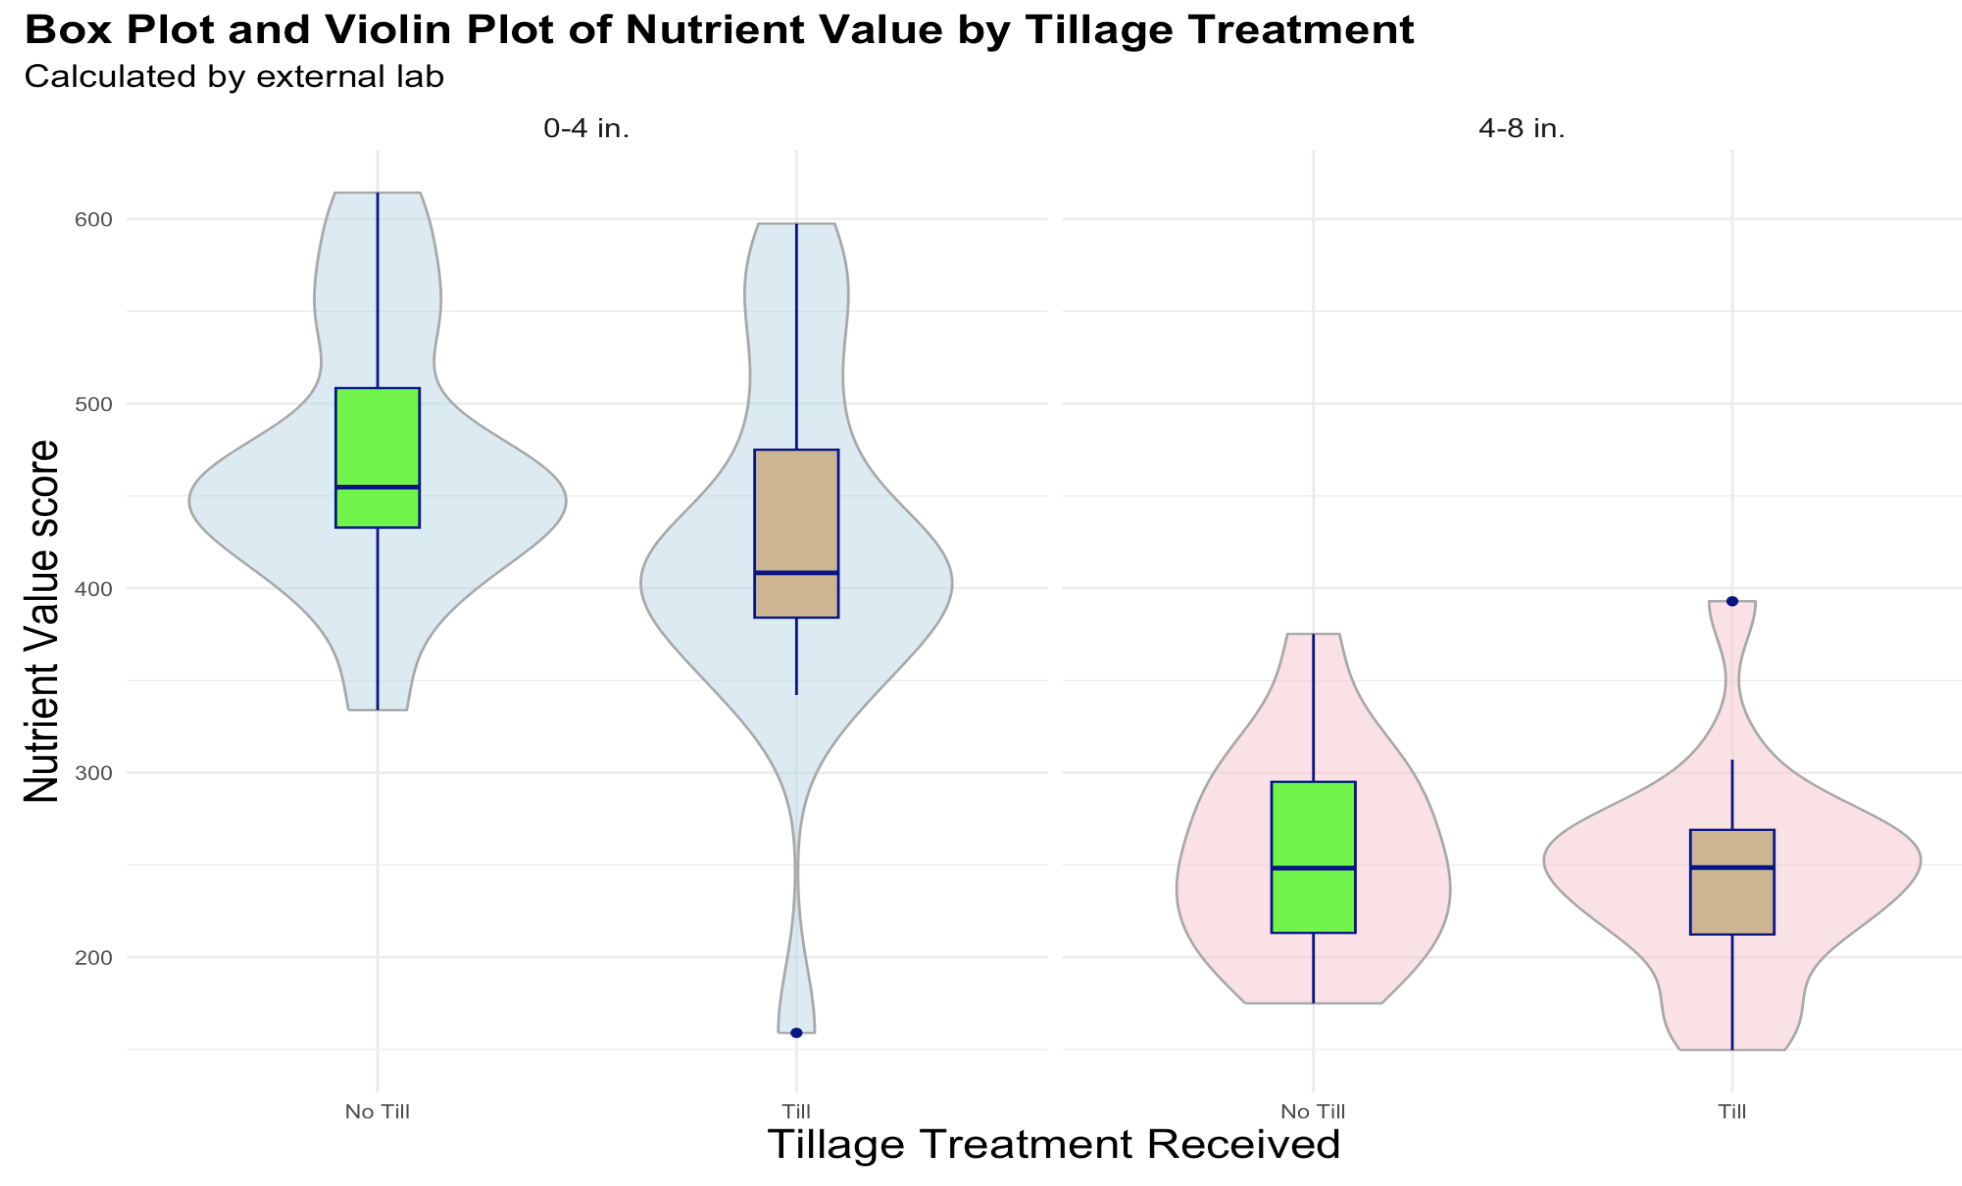 Box Plot and Violin Plot of Nutrient Value by Tillage Treatment
Calculated by external lab
0-4 in.
4-8 in.
Nutrient Value score
600
500
400
300
200
No Till
Till
No Till
Till
Tillage Treatment Received